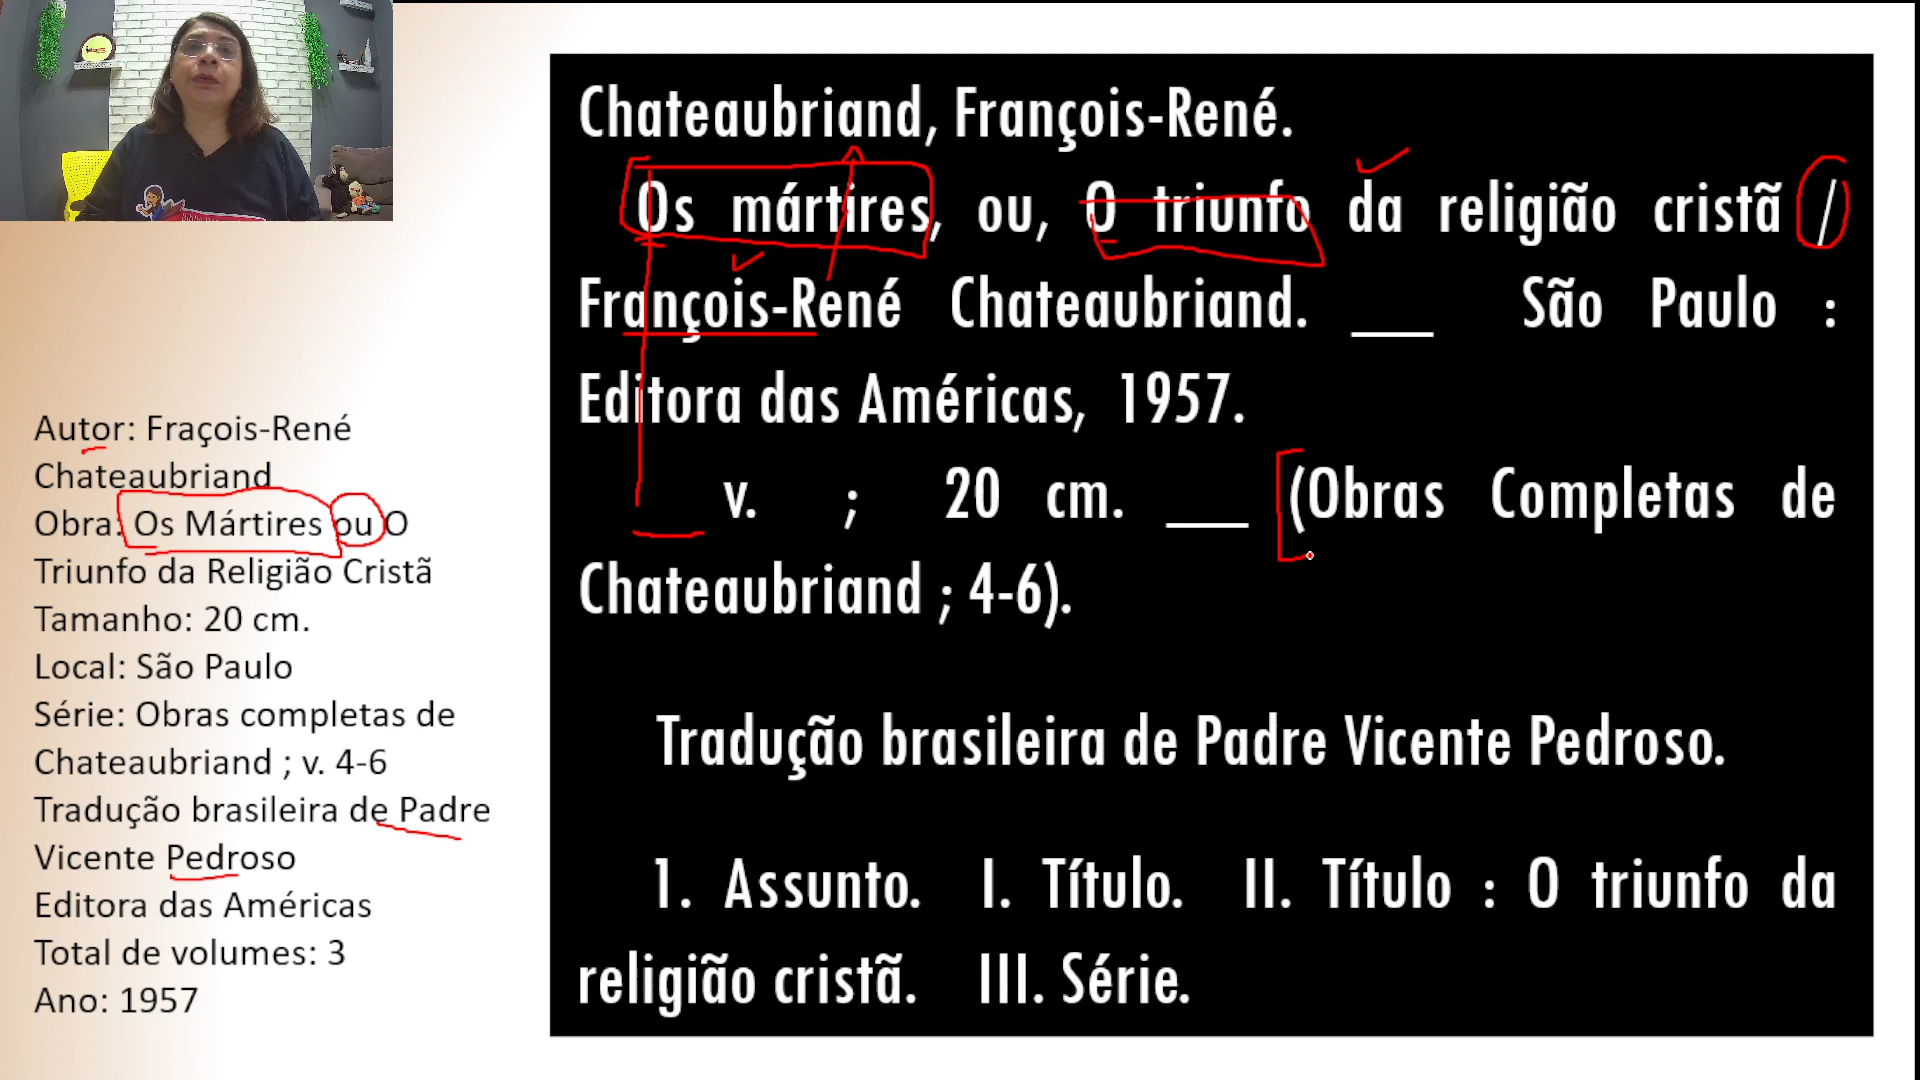 Autor: Fraçois-René
Chateaubriand
Obra: Os Mártires ou O
Triunfo da Religião Cristã
Tamanho: 20 cm.
Local: São Paulo
Série: Obras completas de
Chateaubriand ; v. 4-6
Tradução brasileira de Padre
Vicente Pedroso
Editora das Américas
Total de volumes: 3
Ano: 1957
Chateaubriand, François-René.
Os mártires, ou, O triunfo da religião cristã /
François-René Chateaubriand. __ São Paulo :
Editora das Américas, 1957.
v. ; 20 cm. __ (Obras Completas de
Chateaubriand ; 4-6).
Tradução brasileira de Padre Vicente Pedroso.
1. Assunto. I. Título. II. Título : O triunfo da
religião cristã. III. Série.